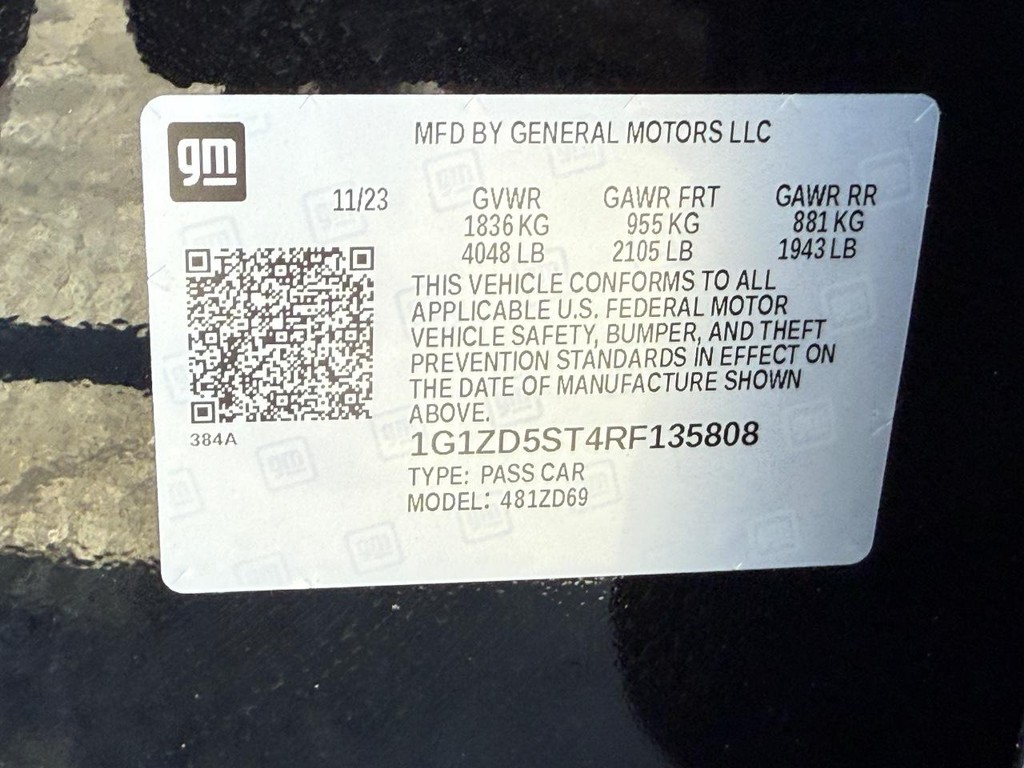 gm
MFD BY GENERAL MOTORS LLC
11/23 GVWR GAWR FRT GAWR RR
1836 KG 955 KG 881 KG
4048 LB 2105 LB 1943 LB
THIS VEHICLE CONFORMS TO ALL
APPLICABLE U.S. FEDERAL MOTOR
VEHICLE SAFETY, BUMPER, AND THEFT
PREVENTION STANDARDS IN EFFECT ON
THE DATE OF MANUFACTURE SHOWN
ABOVE.
384A
1G1ZD5ST4RF135808
TYPE: PASS CAR
MODEL: 481ZD69